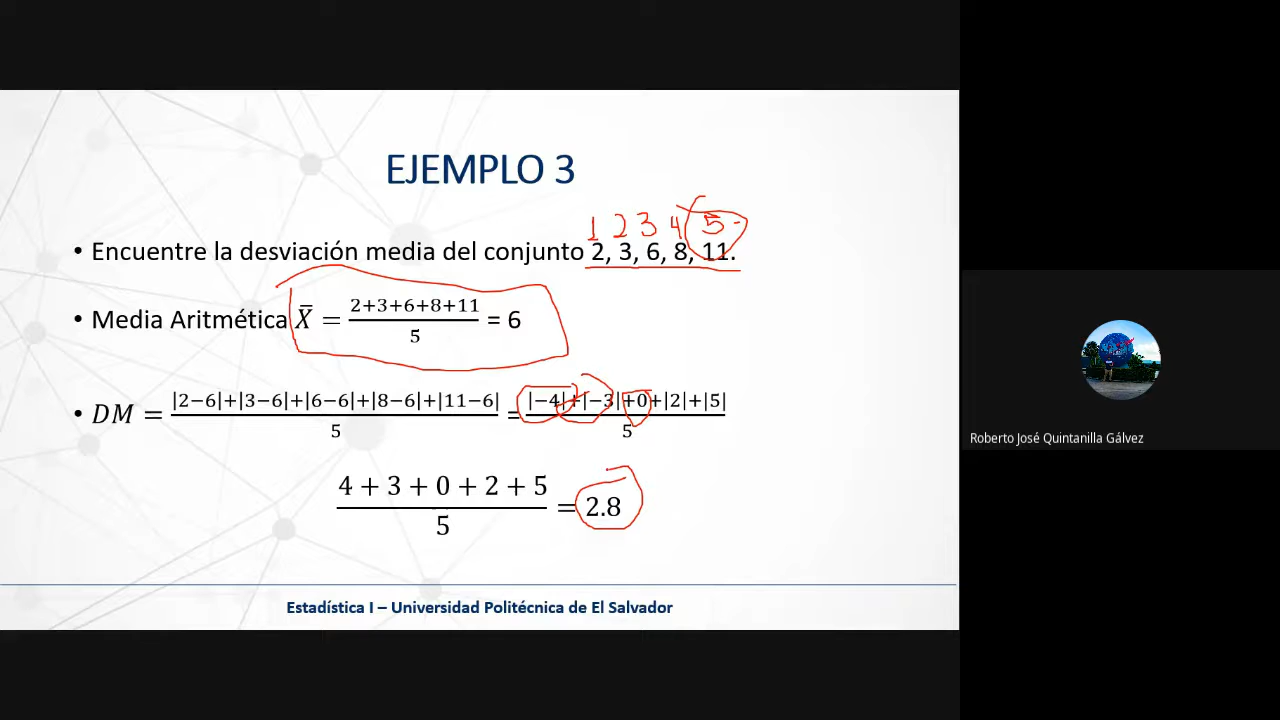 EJEMPLO 3
1 2 3 4 5
• Encuentre la desviación media del conjunto 2, 3, 6, 8, 11.
• Media Aritmética X̄ = (2+3+6+8+11)/5 = 6
• DM = (|2−6|+|3−6|+|6−6|+|8−6|+|11−6|)/5 = (|−4|+|−3|+0+|2|+|5|)/5
(4 + 3 + 0 + 2 + 5)/5 = 2.8
Estadística I – Universidad Politécnica de El Salvador
Roberto José Quintanilla Gálvez